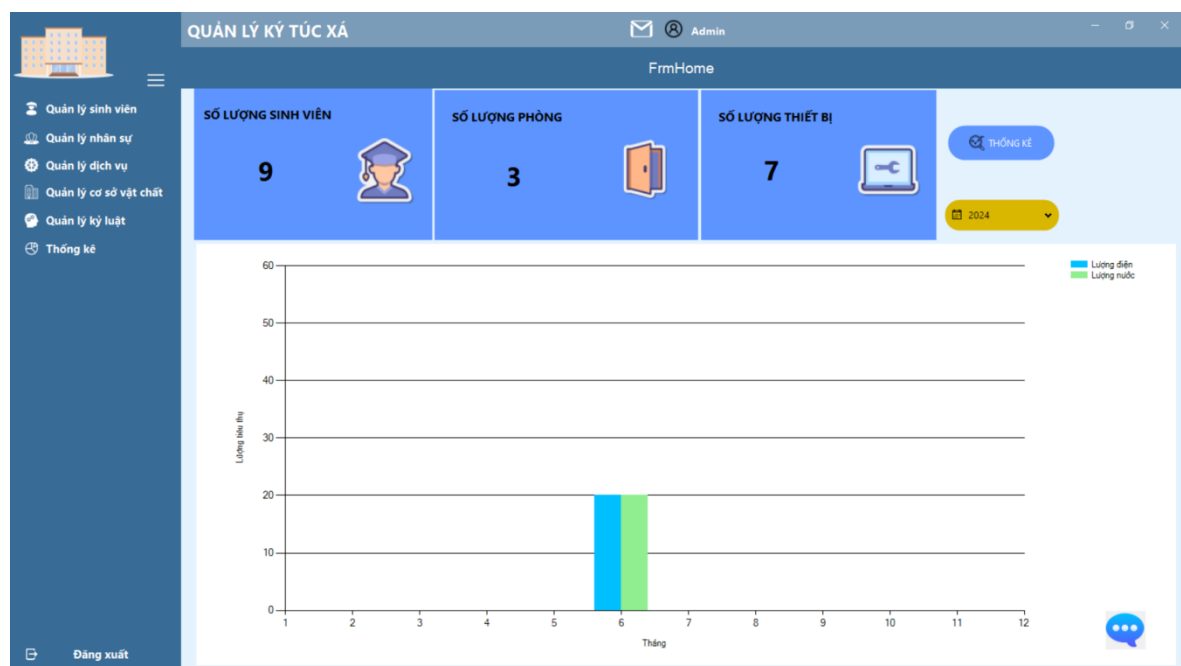 QUẢN LÝ KÝ TÚC XÁ
Admin
FrmHome
Quản lý sinh viên
Quản lý nhân sự
Quản lý dịch vụ
Quản lý cơ sở vật chất
Quản lý kỷ luật
Thống kê
Đăng xuất
SỐ LƯỢNG SINH VIÊN
9
SỐ LƯỢNG PHÒNG
3
SỐ LƯỢNG THIẾT BỊ
7
THỐNG KÊ
2024
Lượng điện
Lượng nước
Lượng tiêu thụ
60
50
40
30
20
10
0
1 2 3 4 5 6 7 8 9 10 11 12
Tháng